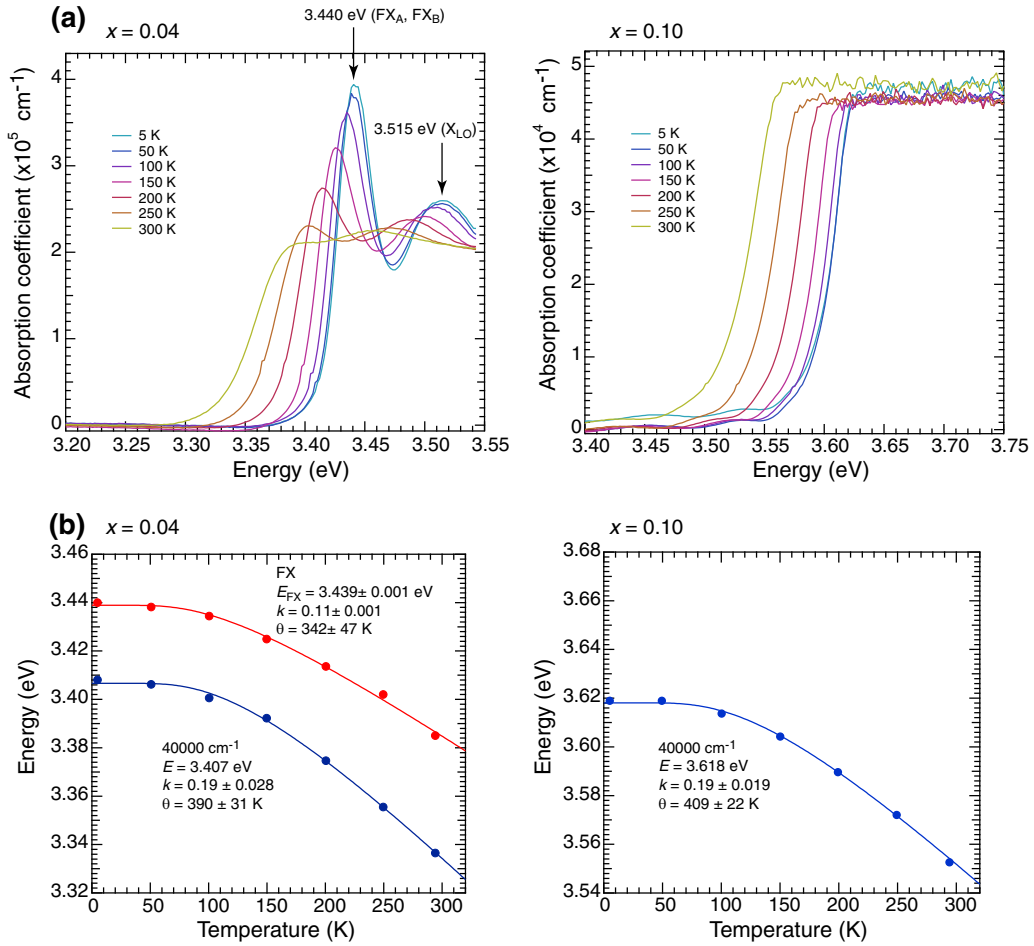 (a)
x = 0.04
3.440 eV (FXA, FXB)
3.515 eV (XLO)
Absorption coefficient (x10⁵ cm⁻¹)
4
3
2
1
0
5 K
50 K
100 K
150 K
200 K
250 K
300 K
3.20 3.25 3.30 3.35 3.40 3.45 3.50 3.55
Energy (eV)
x = 0.10
Absorption coefficient (x10⁴ cm⁻¹)
5
4
3
2
1
0
5 K
50 K
100 K
150 K
200 K
250 K
300 K
3.40 3.45 3.50 3.55 3.60 3.65 3.70 3.75
Energy (eV)
(b)
x = 0.04
Energy (eV)
3.46
3.44
3.42
3.40
3.38
3.36
3.34
3.32
FX
EFX = 3.439± 0.001 eV
k = 0.11± 0.001
θ = 342± 47 K
40000 cm⁻¹
E = 3.407 eV
k = 0.19 ± 0.028
θ = 390 ± 31 K
0 50 100 150 200 250 300
Temperature (K)
x = 0.10
Energy (eV)
3.68
3.66
3.64
3.62
3.60
3.58
3.56
3.54
40000 cm⁻¹
E = 3.618 eV
k = 0.19 ± 0.019
θ = 409 ± 22 K
0 50 100 150 200 250 300
Temperature (K)